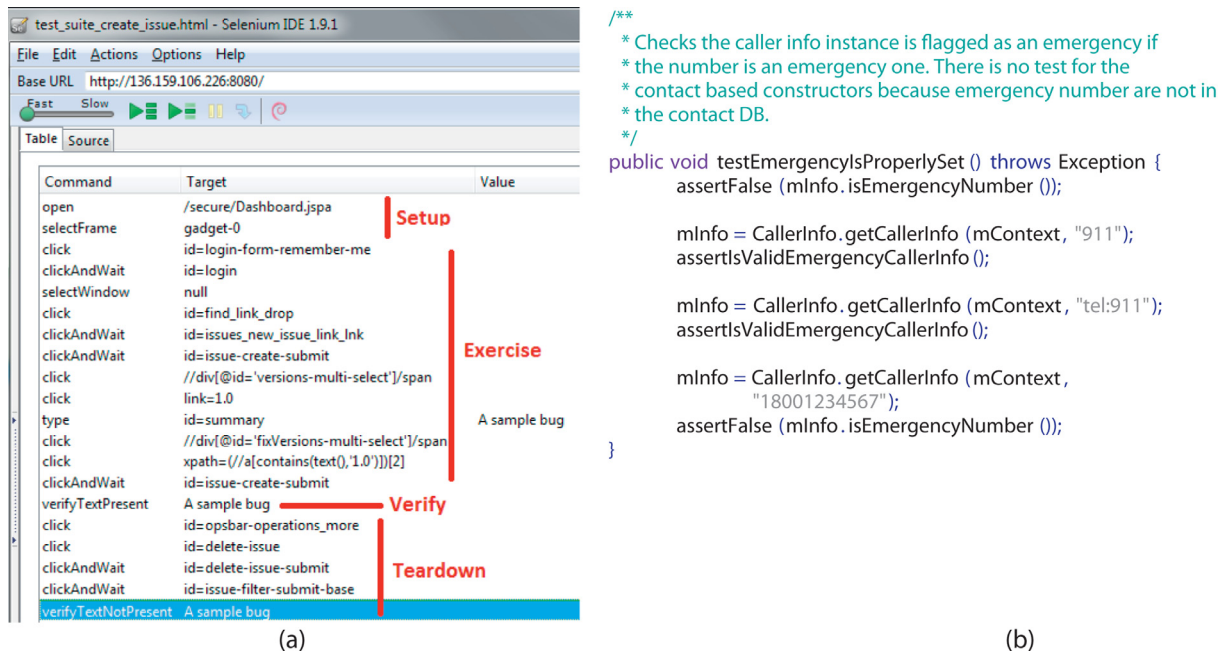 test_suite_create_issue.html - Selenium IDE 1.9.1
File Edit Actions Options Help
Base URL http://136.159.106.226:8080/
Fast Slow
Table Source
Command Target Value
open /secure/Dashboard.jspa
selectFrame gadget-0
Setup
click id=login-form-remember-me
clickAndWait id=login
selectWindow null
click id=find_link_drop
clickAndWait id=issues_new_issue_link_lnk
clickAndWait id=issue-create-submit
Exercise
click //div[@id='versions-multi-select']/span
click link=1.0
type id=summary A sample bug
click //div[@id='fixVersions-multi-select']/span
click xpath=(//a[contains(text(),'1.0')])[2]
clickAndWait id=issue-create-submit
verifyTextPresent A sample bug Verify
click id=opsbar-operations_more
click id=delete-issue
clickAndWait id=delete-issue-submit
Teardown
clickAndWait id=issue-filter-submit-base
verifyTextNotPresent A sample bug
(a)
/**
* Checks the caller info instance is flagged as an emergency if
* the number is an emergency one. There is no test for the
* contact based constructors because emergency number are not in
* the contact DB.
*/
public void testEmergencyIsProperlySet () throws Exception {
assertFalse (mInfo.isEmergencyNumber ());
mInfo = CallerInfo.getCallerInfo (mContext, "911");
assertIsValidEmergencyCallerInfo ();
mInfo = CallerInfo.getCallerInfo (mContext, "tel:911");
assertIsValidEmergencyCallerInfo ();
mInfo = CallerInfo.getCallerInfo (mContext,
"18001234567");
assertFalse (mInfo.isEmergencyNumber ());
}
(b)